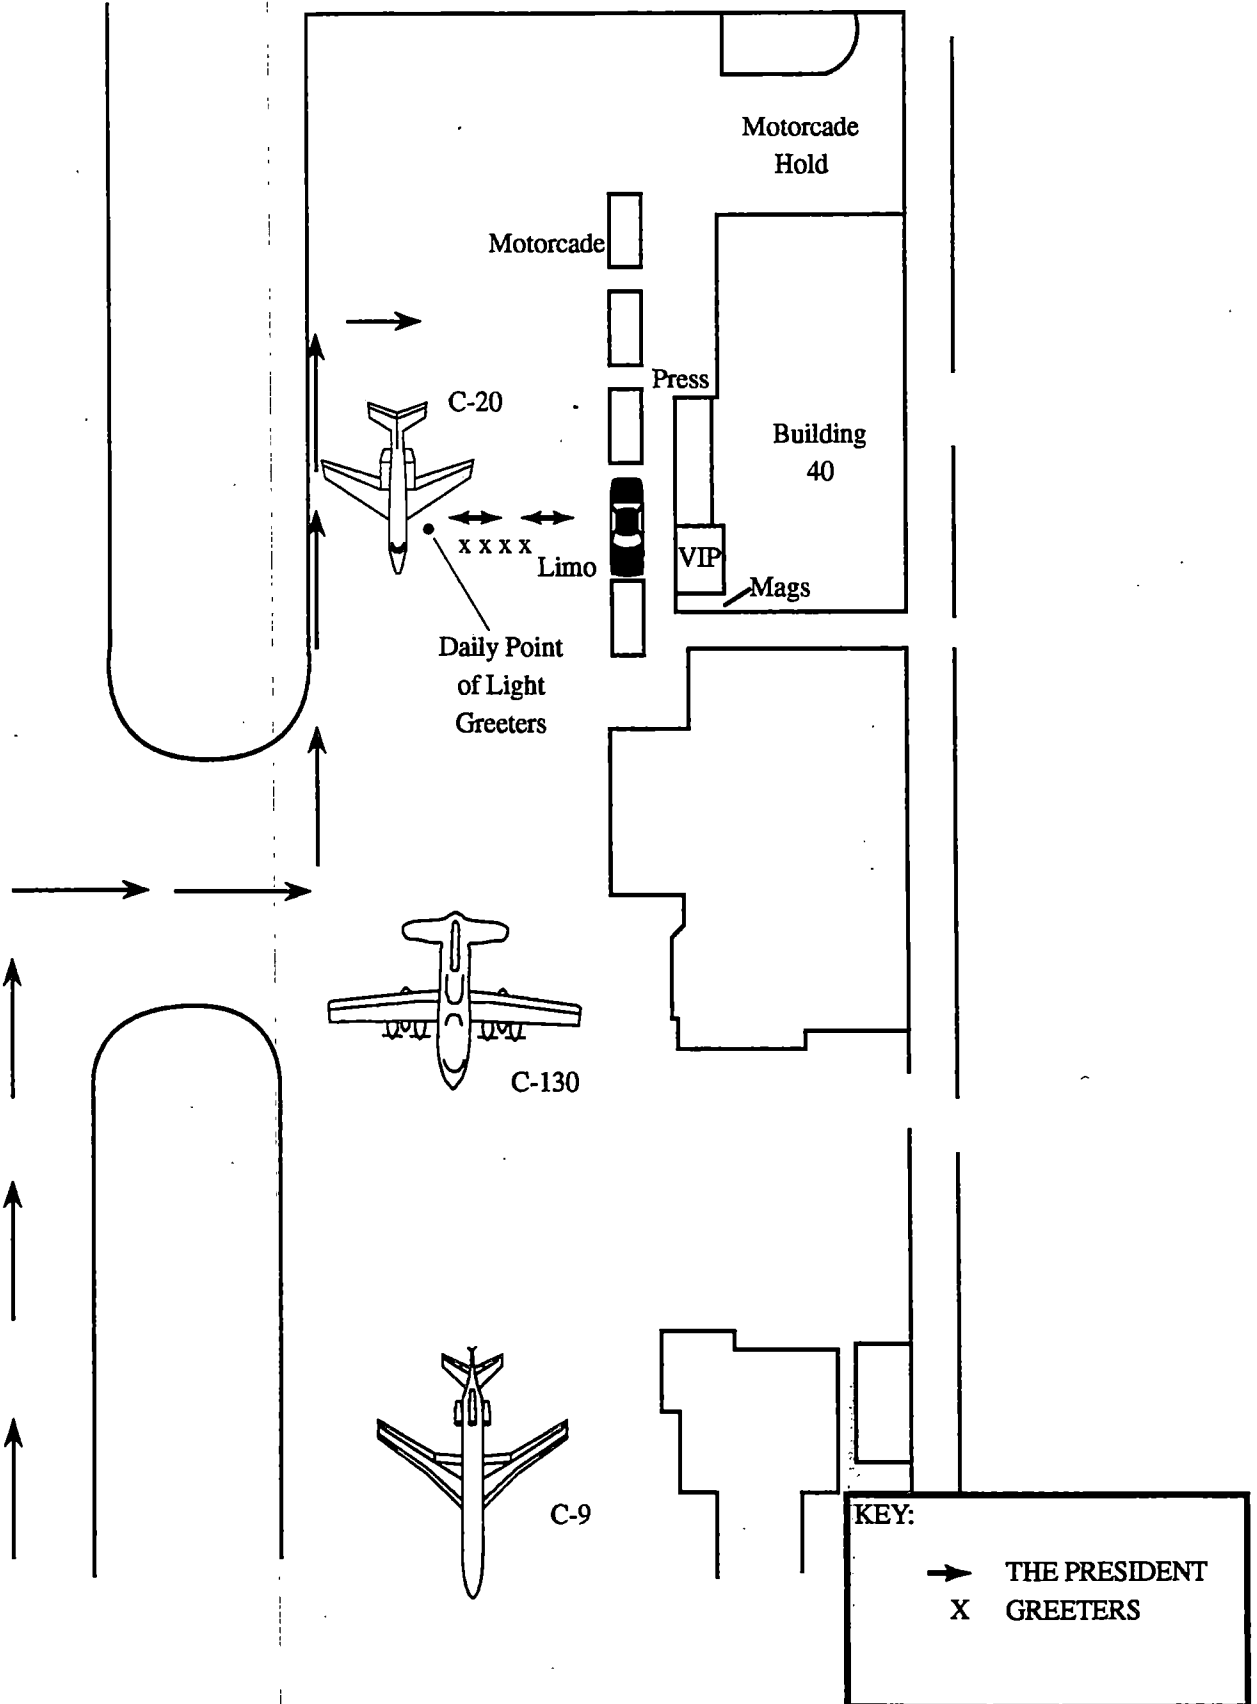 Motorcade
Hold
Motorcade
Press
C-20
Building
40
x x x x
Limo
VIP
Mags
Daily Point
of Light
Greeters
C-130
C-9
KEY:
THE PRESIDENT
X GREETERS